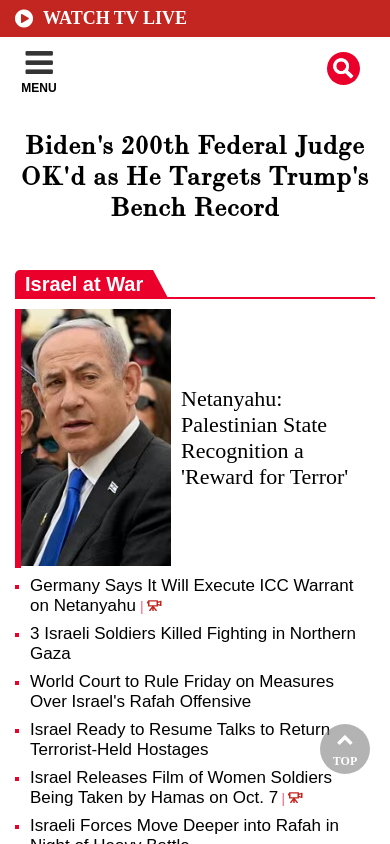 WATCH TV LIVE
MENU
Biden's 200th Federal Judge
OK'd as He Targets Trump's
Bench Record
Israel at War
Netanyahu:
Palestinian State
Recognition a
'Reward for Terror'
Germany Says It Will Execute ICC Warrant
on Netanyahu |
3 Israeli Soldiers Killed Fighting in Northern
Gaza
World Court to Rule Friday on Measures
Over Israel's Rafah Offensive
Israel Ready to Resume Talks to Return
Terrorist-Held Hostages
TOP
Israel Releases Film of Women Soldiers
Being Taken by Hamas on Oct. 7 |
Israeli Forces Move Deeper into Rafah in
Night of Heavy Battle